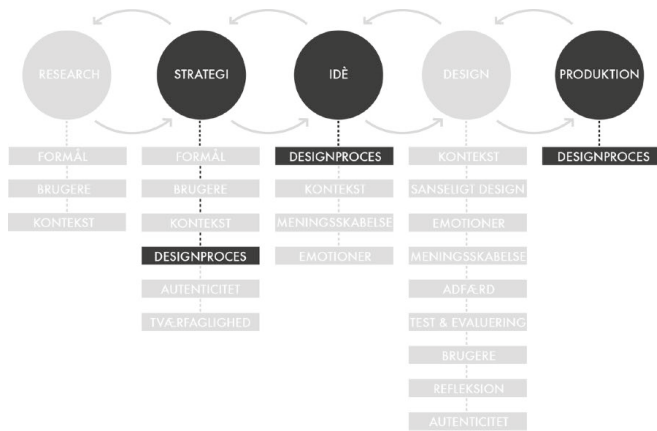 RESEARCH
STRATEGI
IDÈ
DESIGN
PRODUKTION
FORMÅL
BRUGERE
KONTEKST
FORMÅL
BRUGERE
KONTEKST
DESIGNPROCES
AUTENTICITET
TVÆRFAGLIGHED
DESIGNPROCES
KONTEKST
MENINGSSKABELSE
EMOTIONER
KONTEKST
SANSELIGT DESIGN
EMOTIONER
MENINGSSKABELSE
ADFÆRD
TEST & EVALUERING
BRUGERE
REFLEKSION
AUTENTICITET
DESIGNPROCES